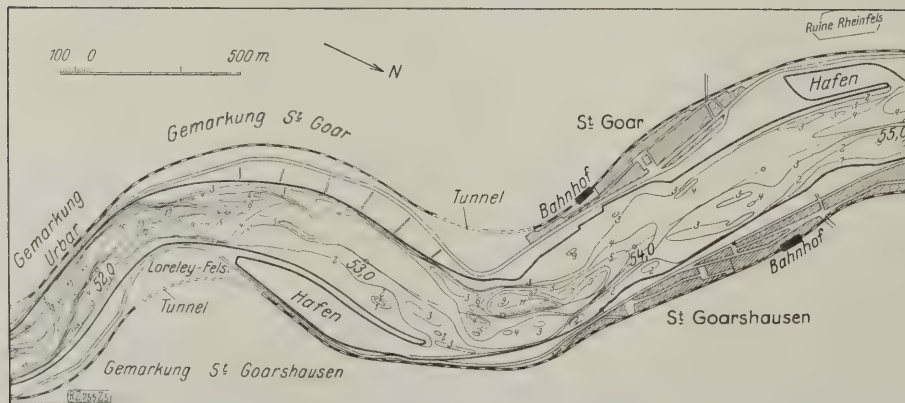 Ruine Rheinfels
100 0 500 m
N
Hafen
Gemarkung St Goar
St Goar
55,0
Tunnel
Bahnhof
Gemarkung
Urbar
Loreley-Fels.
53,0
54,0
52,0
Bahnhof
Tunnel
Hafen
St Goarshausen
Gemarkung St Goarshausen